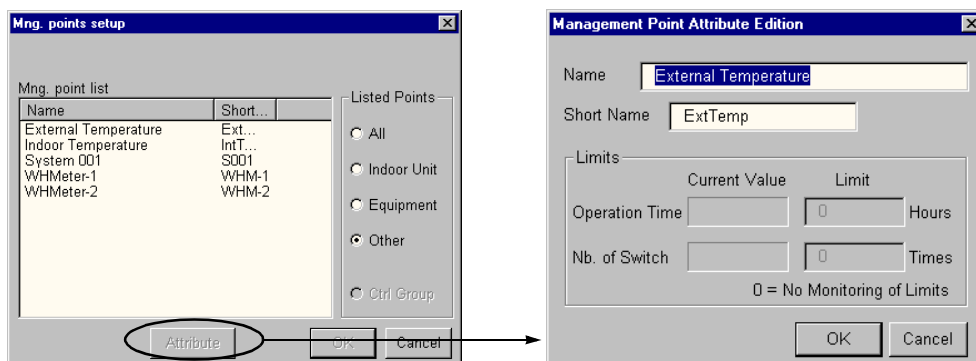 Mng. points setup
Mng. point list
Name Short...
External Temperature Ext...
Indoor Temperature IntT...
System 001 S001
WHMeter-1 WHM-1
WHMeter-2 WHM-2
Listed Points
All
Indoor Unit
Equipment
Other
Ctrl Group
Attribute OK Cancel
Management Point Attribute Edition
Name External Temperature
Short Name ExtTemp
Limits
Current Value Limit
Operation Time 0 Hours
Nb. of Switch 0 Times
0 = No Monitoring of Limits
OK Cancel